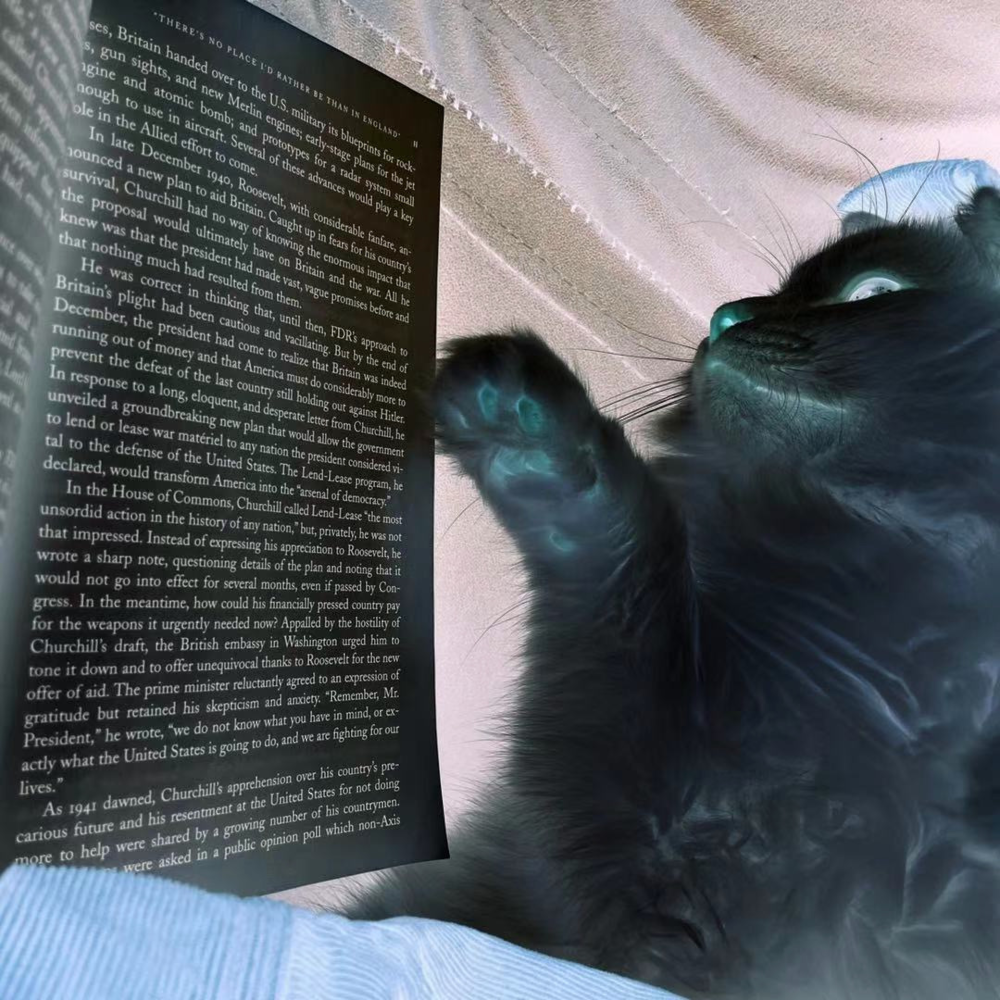 "THERE'S NO PLACE I'D RATHER BE THAN IN ENGLAND" 11
ses, Britain handed over to the U.S. military its blueprints for rock-
s, gun sights, and new Merlin engines; early-stage plans for the jet
ngine and atomic bomb; and prototypes for a radar system small
nough to use in aircraft. Several of these advances would play a key
ole in the Allied effort to come.
In late December 1940, Roosevelt, with considerable fanfare, an-
nounced a new plan to aid Britain. Caught up in fears for his country's
survival, Churchill had no way of knowing the enormous impact that
the proposal would ultimately have on Britain and the war. All he
knew was that the president had made vast, vague promises before and
that nothing much had resulted from them.
He was correct in thinking that, until then, FDR's approach to
Britain's plight had been cautious and vacillating. But by the end of
December, the president had come to realize that Britain was indeed
running out of money and that America must do considerably more to
prevent the defeat of the last country still holding out against Hitler.
In response to a long, eloquent, and desperate letter from Churchill, he
unveiled a groundbreaking new plan that would allow the government
to lend or lease war matériel to any nation the president considered vi-
tal to the defense of the United States. The Lend-Lease program, he
declared, would transform America into the "arsenal of democracy."
In the House of Commons, Churchill called Lend-Lease "the most
unsordid action in the history of any nation," but, privately, he was not
that impressed. Instead of expressing his appreciation to Roosevelt, he
wrote a sharp note, questioning details of the plan and noting that it
would not go into effect for several months, even if passed by Con-
gress. In the meantime, how could his financially pressed country pay
for the weapons it urgently needed now? Appalled by the hostility of
Churchill's draft, the British embassy in Washington urged him to
tone it down and to offer unequivocal thanks to Roosevelt for the new
offer of aid. The prime minister reluctantly agreed to an expression of
gratitude but retained his skepticism and anxiety. "Remember, Mr.
President," he wrote, "we do not know what you have in mind, or ex-
actly what the United States is going to do, and we are fighting for our
lives."
As 1941 dawned, Churchill's apprehension over his country's pre-
carious future and his resentment at the United States for not doing
more to help were shared by a growing number of his countrymen.
were asked in a public opinion poll which non-Axis